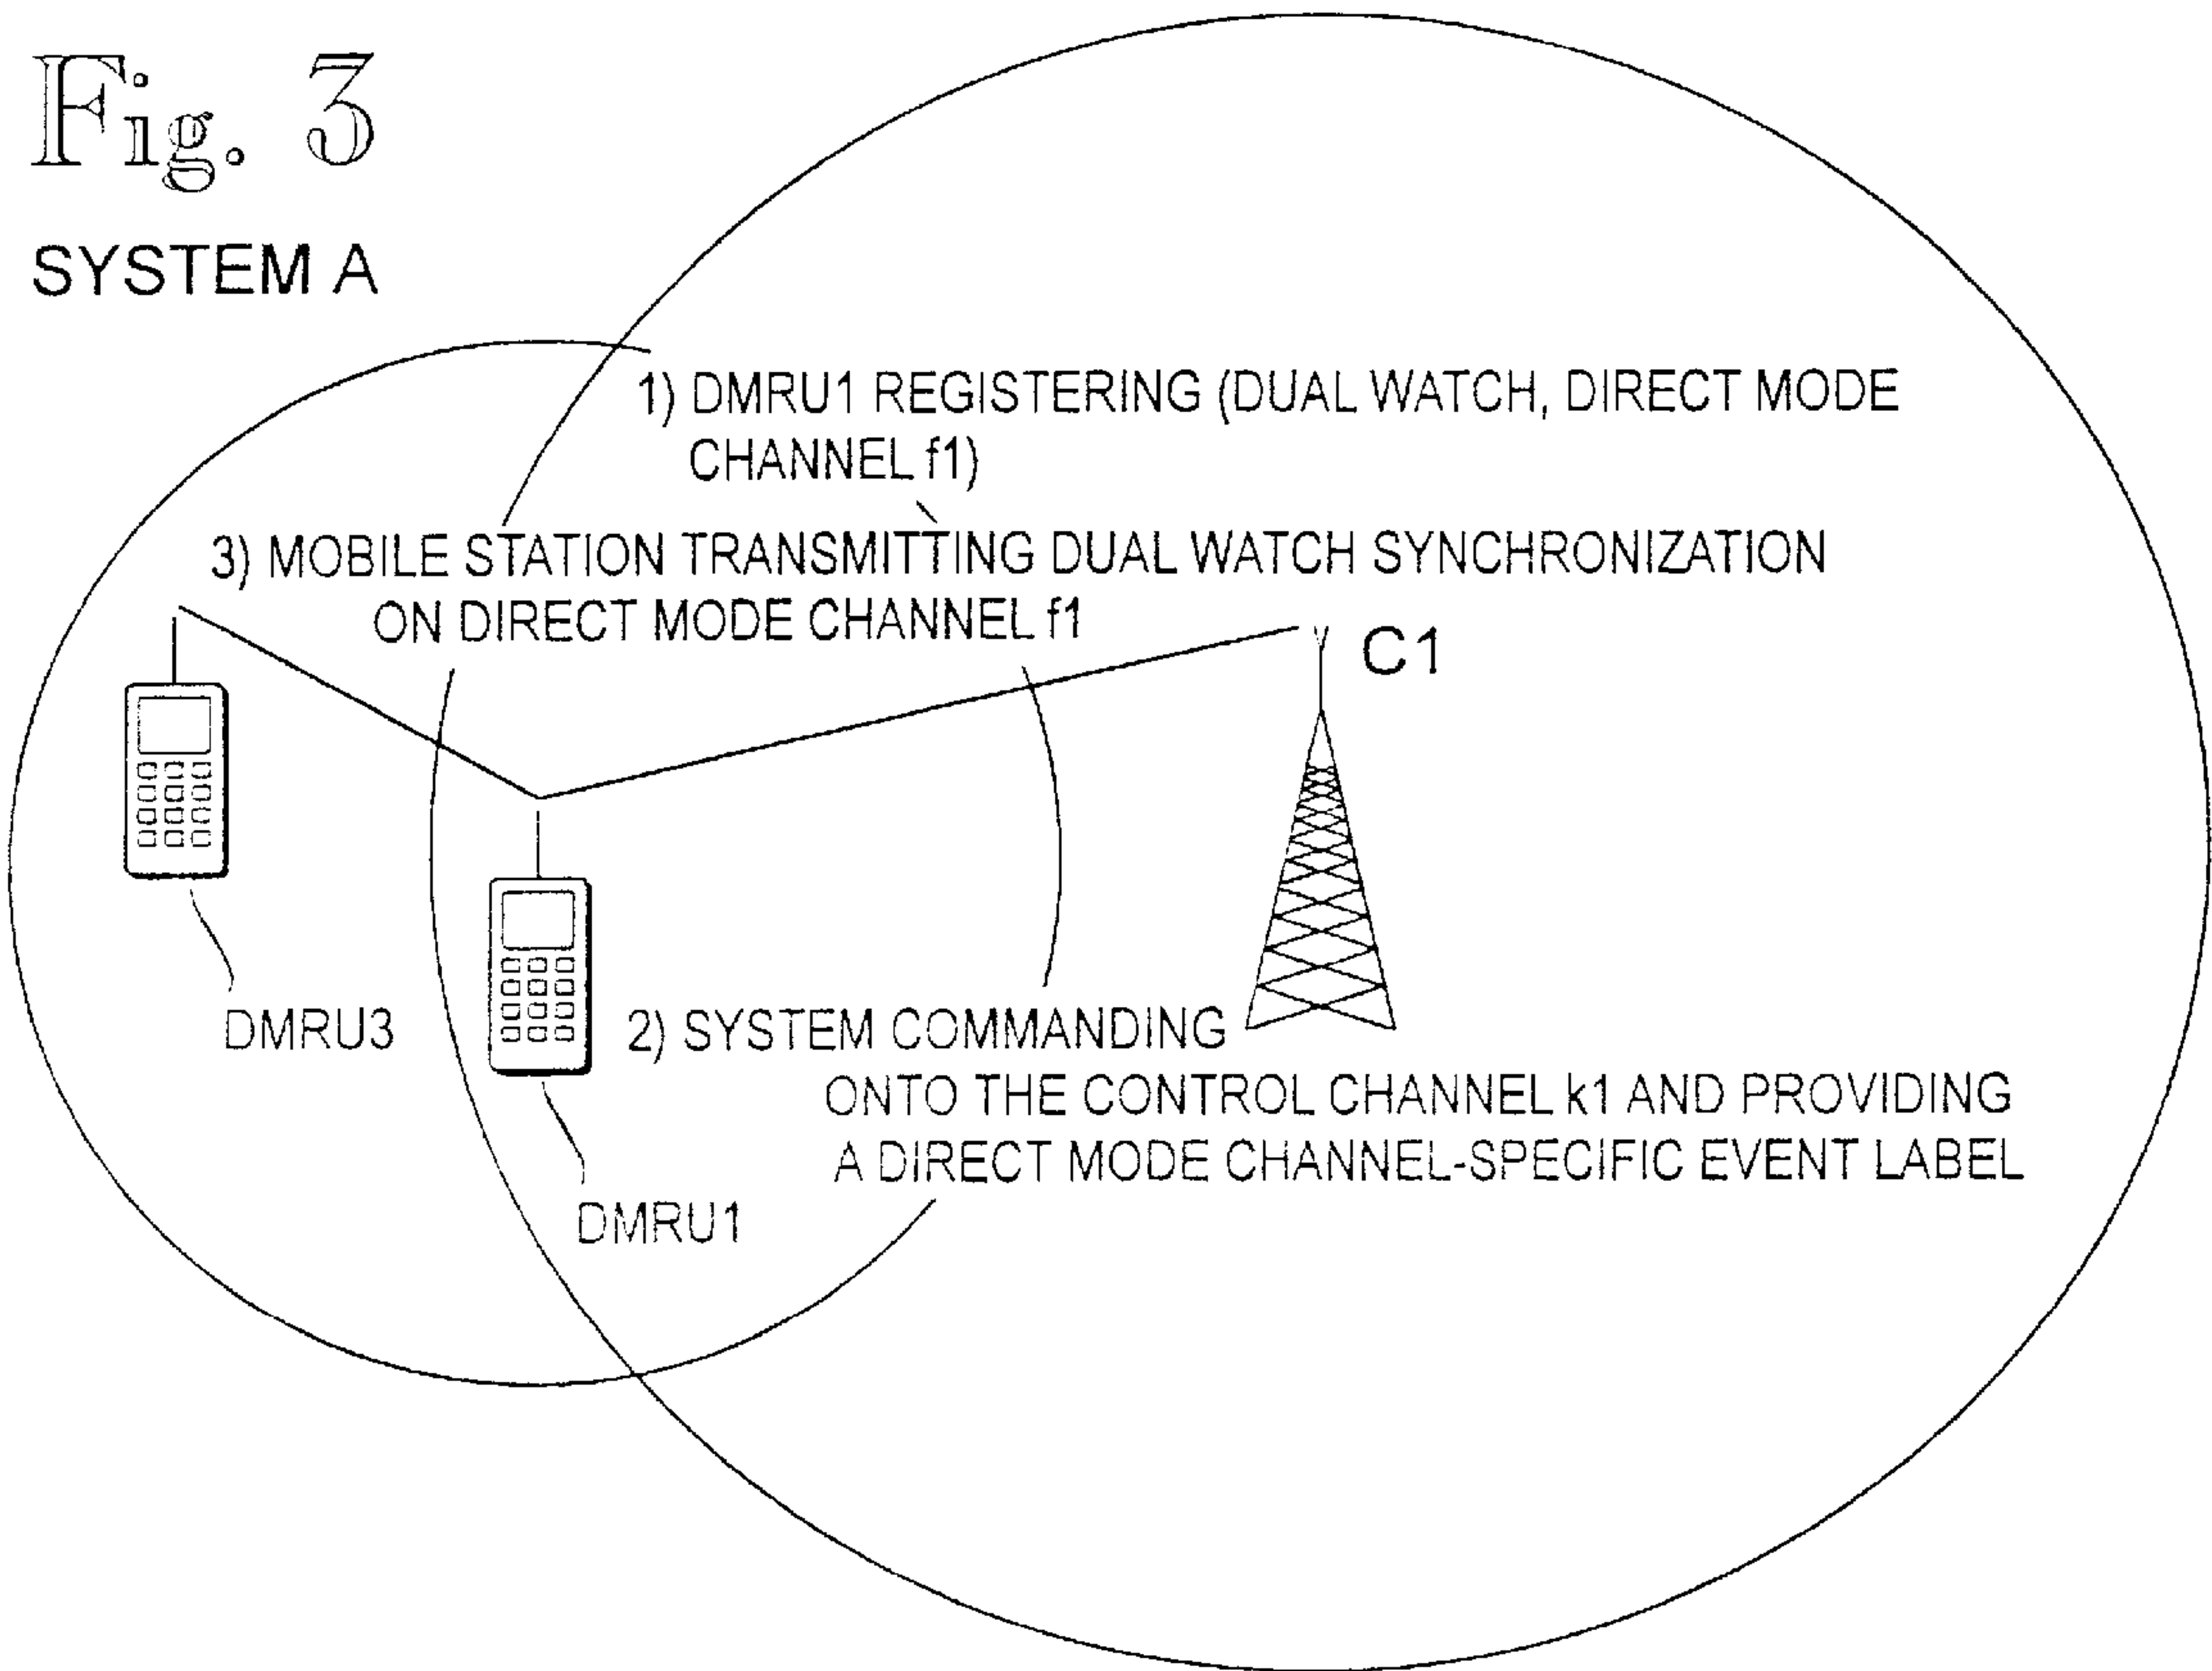 Fig. 3
SYSTEM A
1) DMRU1 REGISTERING (DUAL WATCH, DIRECT MODE
CHANNEL f1)
3) MOBILE STATION TRANSMITTING DUAL WATCH SYNCHRONIZATION
ON DIRECT MODE CHANNEL f1
C1
DMRU3
2) SYSTEM COMMANDING
ONTO THE CONTROL CHANNEL k1 AND PROVIDING
A DIRECT MODE CHANNEL-SPECIFIC EVENT LABEL
DMRU1